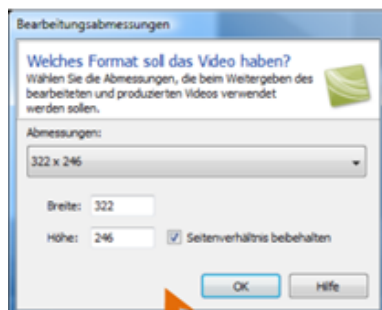 Bearbeitungsabmessungen
Welches Format soll das Video haben?
Wählen Sie die Abmessungen, die beim Weitergeben des
bearbeiteten und produzierten Videos verwendet
werden sollen.
Abmessungen:
322 x 246
Breite: 322
Höhe: 246 Seitenverhältnis beibehalten
OK Hilfe